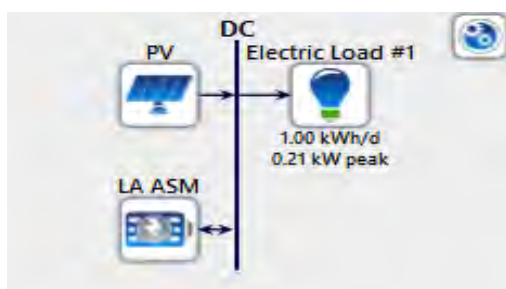 DC
PV
Electric Load #1
1.00 kWh/d
0.21 kW peak
LA ASM